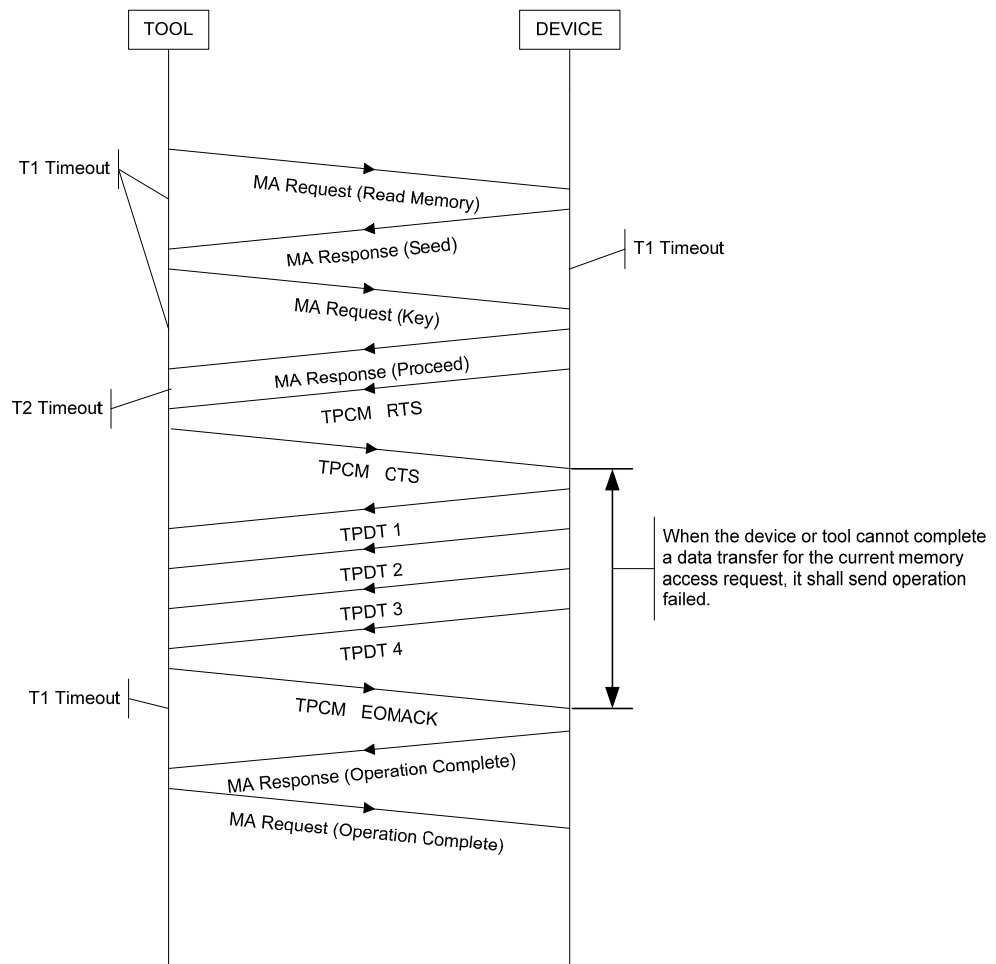 TOOL
DEVICE
T1 Timeout
MA Request (Read Memory)
MA Response (Seed)
T1 Timeout
MA Request (Key)
MA Response (Proceed)
T2 Timeout
TPCM RTS
TPCM CTS
TPDT 1
When the device or tool cannot complete
a data transfer for the current memory
access request, it shall send operation
failed.
TPDT 2
TPDT 3
TPDT 4
T1 Timeout
TPCM EOMACK
MA Response (Operation Complete)
MA Request (Operation Complete)